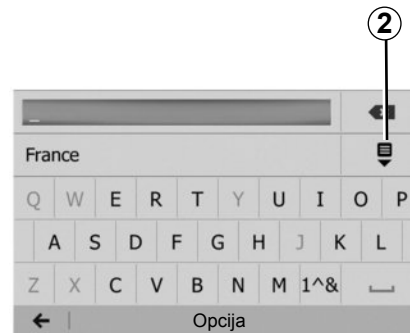 2
_
France
Q W E R T Y U I O P
A S D F G H J K L
Z X C V B N M 1^&
Opcija